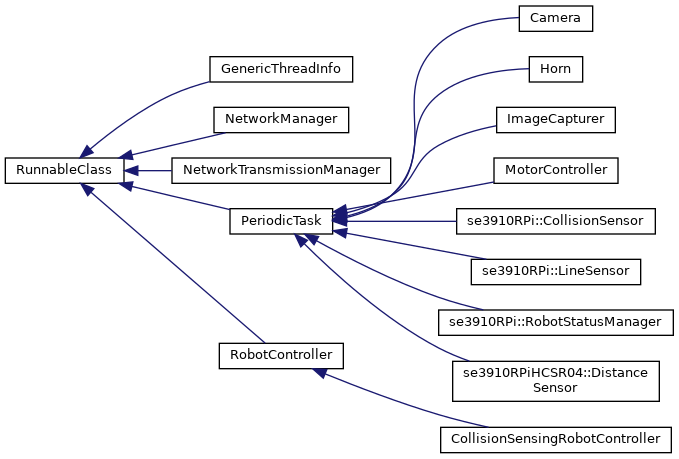 Camera
GenericThreadInfo
Horn
NetworkManager
ImageCapturer
RunnableClass
NetworkTransmissionManager
MotorController
PeriodicTask
se3910RPi::CollisionSensor
se3910RPi::LineSensor
se3910RPi::RobotStatusManager
RobotController
se3910RPiHCSR04::Distance
Sensor
CollisionSensingRobotController